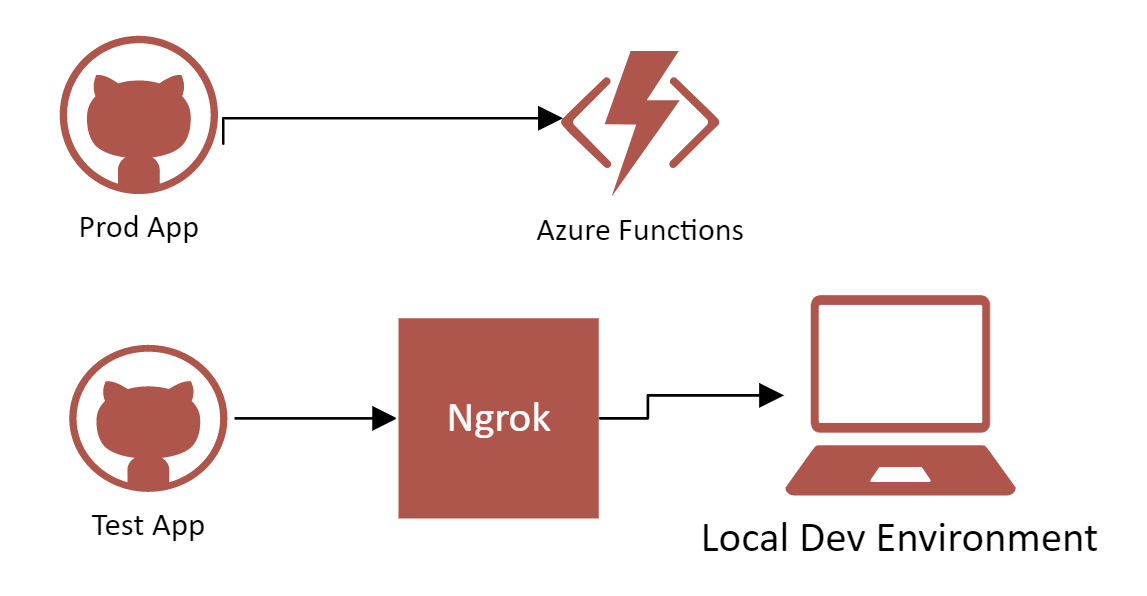 Prod App
Azure Functions
Ngrok
Test App
Local Dev Environment